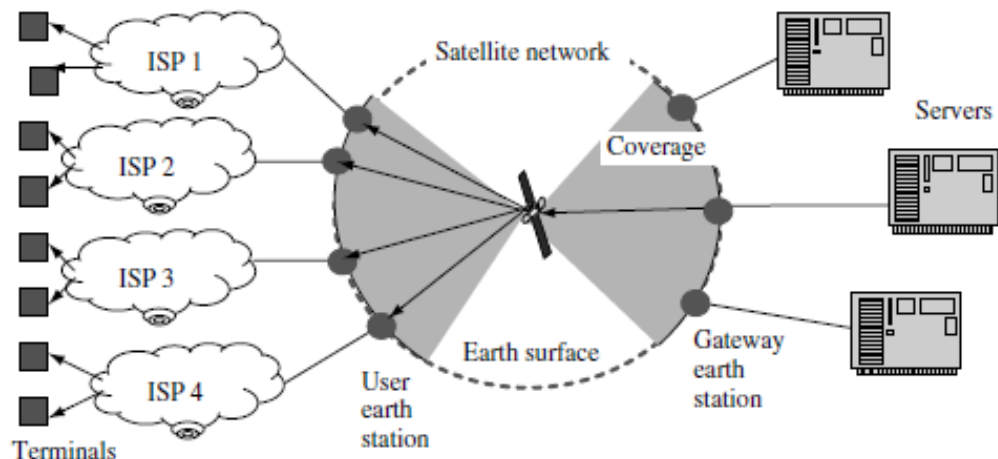 ISP 1
ISP 2
ISP 3
ISP 4
Terminals
Satellite network
Coverage
Earth surface
User
earth
station
Gateway
earth
station
Servers